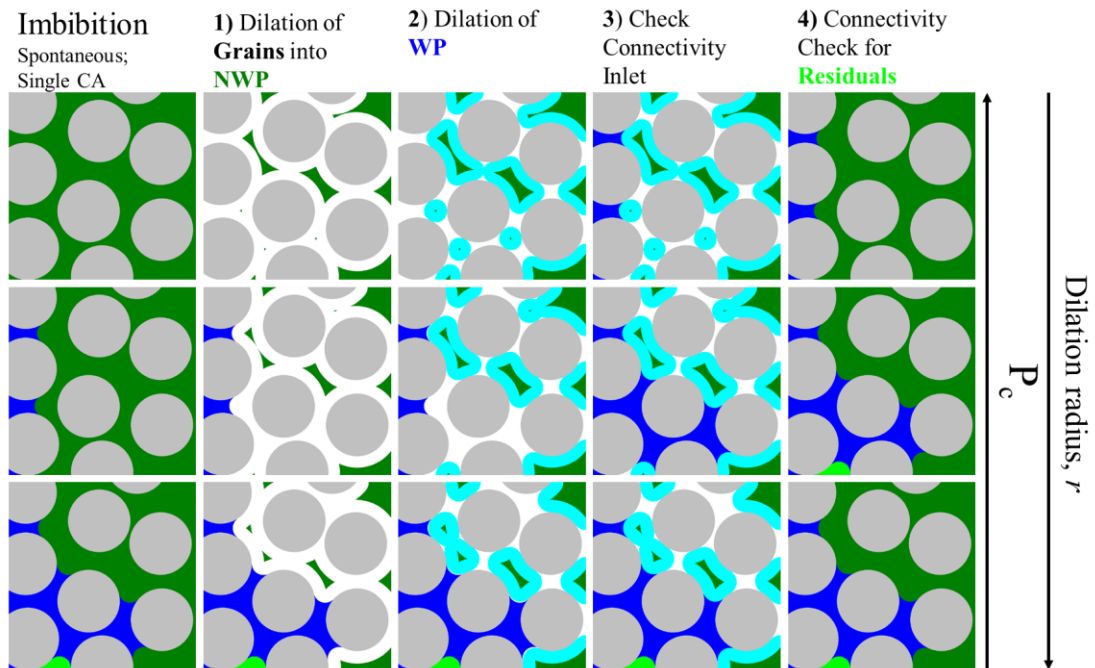 Imbibition
Spontaneous;
Single CA
1) Dilation of
Grains into
NWP
2) Dilation of
WP
3) Check
Connectivity
Inlet
4) Connectivity
Check for
Residuals
Pc
Dilation radius, r